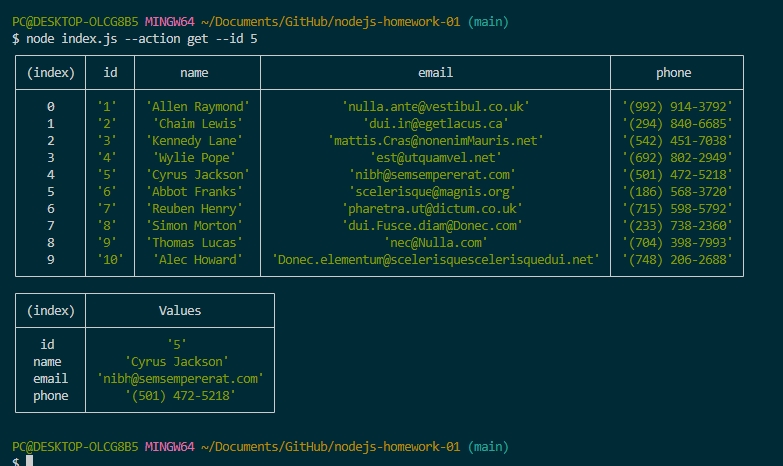 PC@DESKTOP-OLCG8B5 MINGW64 ~/Documents/GitHub/nodejs-homework-01 (main)
$ node index.js --action get --id 5
(index) id name email phone
0 '1' 'Allen Raymond' 'nulla.ante@vestibul.co.uk' '(992) 914-3792'
1 '2' 'Chaim Lewis' 'dui.in@egetlacus.ca' '(294) 840-6685'
2 '3' 'Kennedy Lane' 'mattis.Cras@nonenimMauris.net' '(542) 451-7038'
3 '4' 'Wylie Pope' 'est@utquamvel.net' '(692) 802-2949'
4 '5' 'Cyrus Jackson' 'nibh@semsempererat.com' '(501) 472-5218'
5 '6' 'Abbot Franks' 'scelerisque@magnis.org' '(186) 568-3720'
6 '7' 'Reuben Henry' 'pharetra.ut@dictum.co.uk' '(715) 598-5792'
7 '8' 'Simon Morton' 'dui.Fusce.diam@Donec.com' '(233) 738-2360'
8 '9' 'Thomas Lucas' 'nec@Nulla.com' '(704) 398-7993'
9 '10' 'Alec Howard' 'Donec.elementum@scelerisquescelerisquedui.net' '(748) 206-2688'
(index) Values
id '5'
name 'Cyrus Jackson'
email 'nibh@semsempererat.com'
phone '(501) 472-5218'
PC@DESKTOP-OLCG8B5 MINGW64 ~/Documents/GitHub/nodejs-homework-01 (main)
$